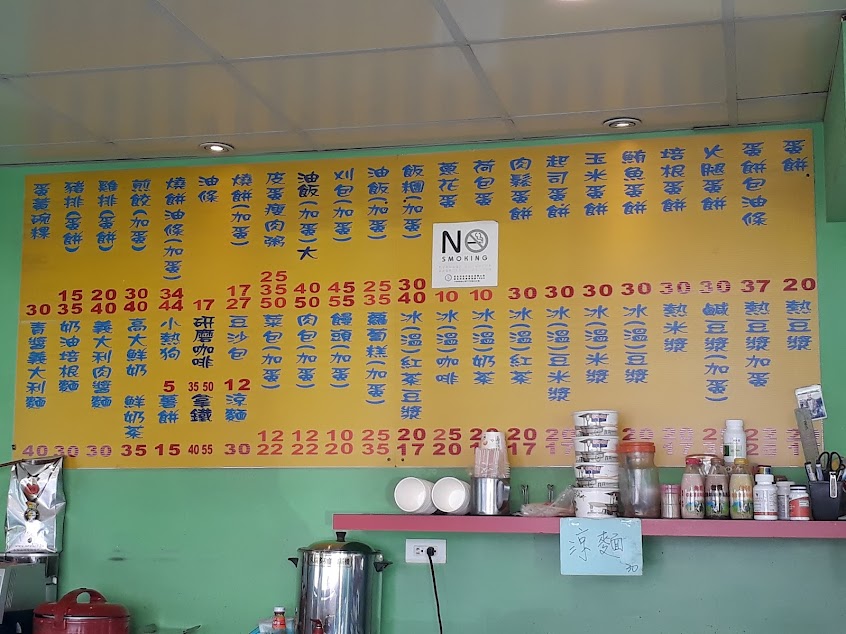 蛋餅 20
蛋餅油條 37
火腿蛋餅 30
培根蛋餅 30
鮪魚蛋餅 30
玉米蛋餅 30
起司蛋餅 30
肉鬆蛋餅 30
荷包蛋 10
蔥花蛋 10
飯糰(加蛋) 30 40
油飯(加蛋) 25 35
刈包(加蛋) 45 55
油飯(加蛋)大 40 50
皮蛋瘦肉粥 25 35 50
燒餅(加蛋) 17 27
油條 17
燒餅油條(加蛋) 34 44
煎餃(加蛋) 30 40
雞排(蛋餅) 20 40
豬排(蛋餅) 15 35
碗粿 30
熱豆漿
熱豆漿加蛋
鹹豆漿(加蛋)
熱米漿
冰(溫)豆漿
冰(溫)米漿
冰(溫)豆米漿
冰(溫)紅茶 20 17
冰(溫)奶茶 25 20
冰(溫)咖啡 25 20
冰(溫)紅茶豆漿 20 17
蘿蔔糕加蛋) 25 35
饅頭(加蛋) 10 20
肉包(加蛋) 12 22
菜包(加蛋) 12 22
豆沙包 12
涼麵 30
研磨咖啡 35 50
拿鐵 40 55
小熱狗 5
薯餅 15
高大鮮奶 鮮奶茶 35
義大利肉醬麵 30
奶油培根麵 30
青醬義大利麵 40
NO
SMOKING
涼麵
30